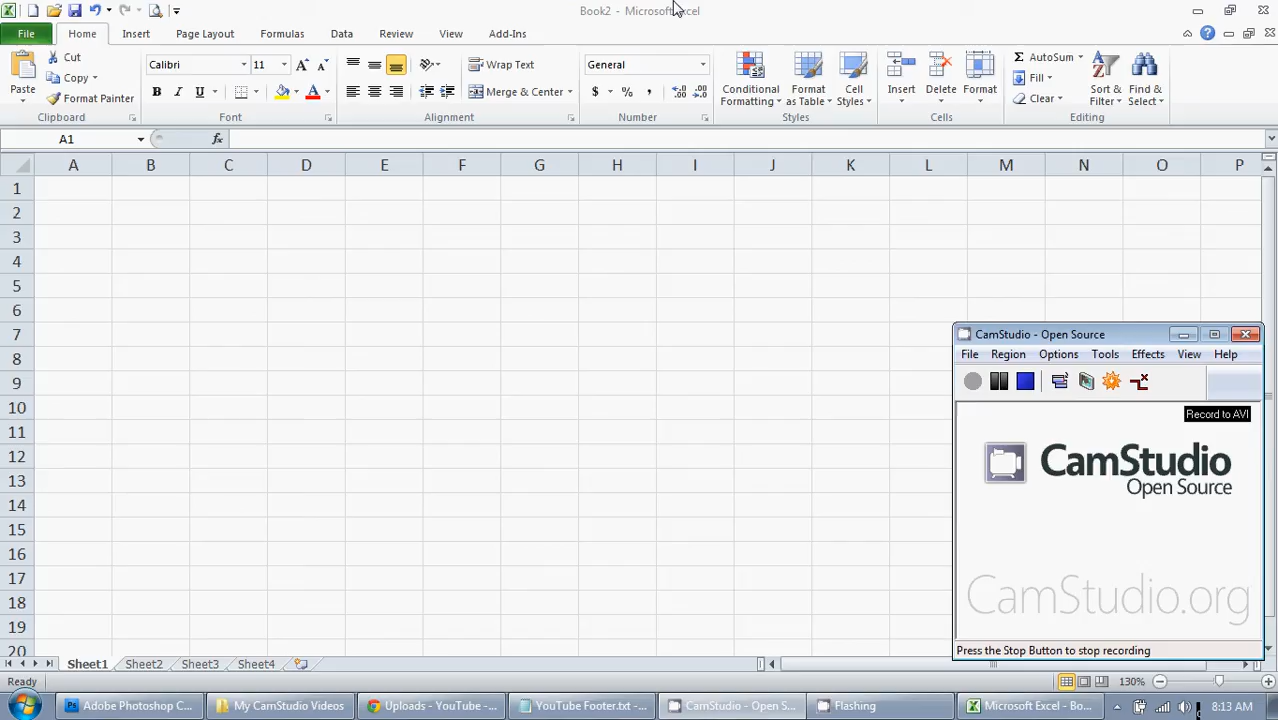 Book2 - Microsoft Excel
File Home Insert Page Layout Formulas Data Review View Add-Ins
Paste
Cut
Copy
Format Painter
Clipboard
Calibri 11
B I U
Font
Wrap Text
Merge & Center
Alignment
General
$ % ,
Number
Conditional Formatting
Format as Table
Cell Styles
Styles
Insert Delete Format
Cells
Σ AutoSum
Fill
Clear
Sort & Filter
Find & Select
Editing
A1 fx
A B C D E F G H I J K L M N O P
1
2
3
4
5
6
7
8
9
10
11
12
13
14
15
16
17
18
19
20
CamStudio - Open Source
File Region Options Tools Effects View Help
Record to AVI
CamStudio
Open Source
CamStudio.org
Press the Stop Button to stop recording
Sheet1 Sheet2 Sheet3 Sheet4
Ready 130%
Adobe Photoshop C... My CamStudio Videos Uploads - YouTube -... YouTube Footer.txt -... CamStudio - Open S... Flashing Microsoft Excel - Bo... 8:13 AM